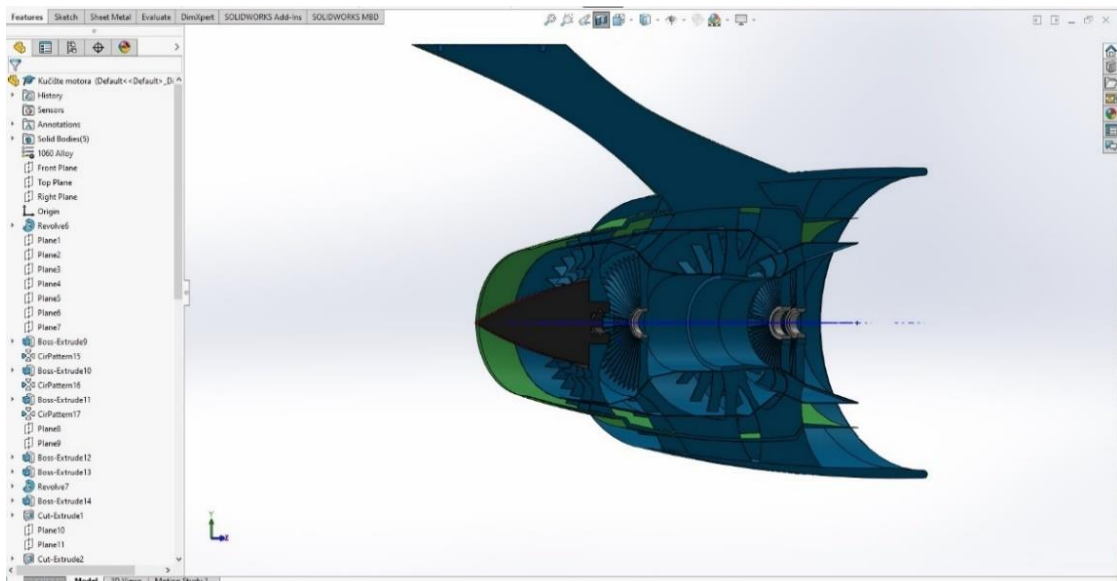 Features Sketch Sheet Metal Evaluate DimXpert SOLIDWORKS Add-Ins SOLIDWORKS MBD
Kućište motora (Default<<Default>_D
History
Sensors
Annotations
Solid Bodies(5)
1060 Alloy
Front Plane
Top Plane
Right Plane
Origin
Revolve6
Plane1
Plane2
Plane3
Plane4
Plane5
Plane6
Plane7
Boss-Extrude9
CirPattern15
Boss-Extrude10
CirPattern16
Boss-Extrude11
CirPattern17
Plane8
Plane9
Boss-Extrude12
Boss-Extrude13
Revolve7
Boss-Extrude14
Cut-Extrude1
Plane10
Plane11
Cut-Extrude2
Y
Z
Model 3D Views Motion Study 2